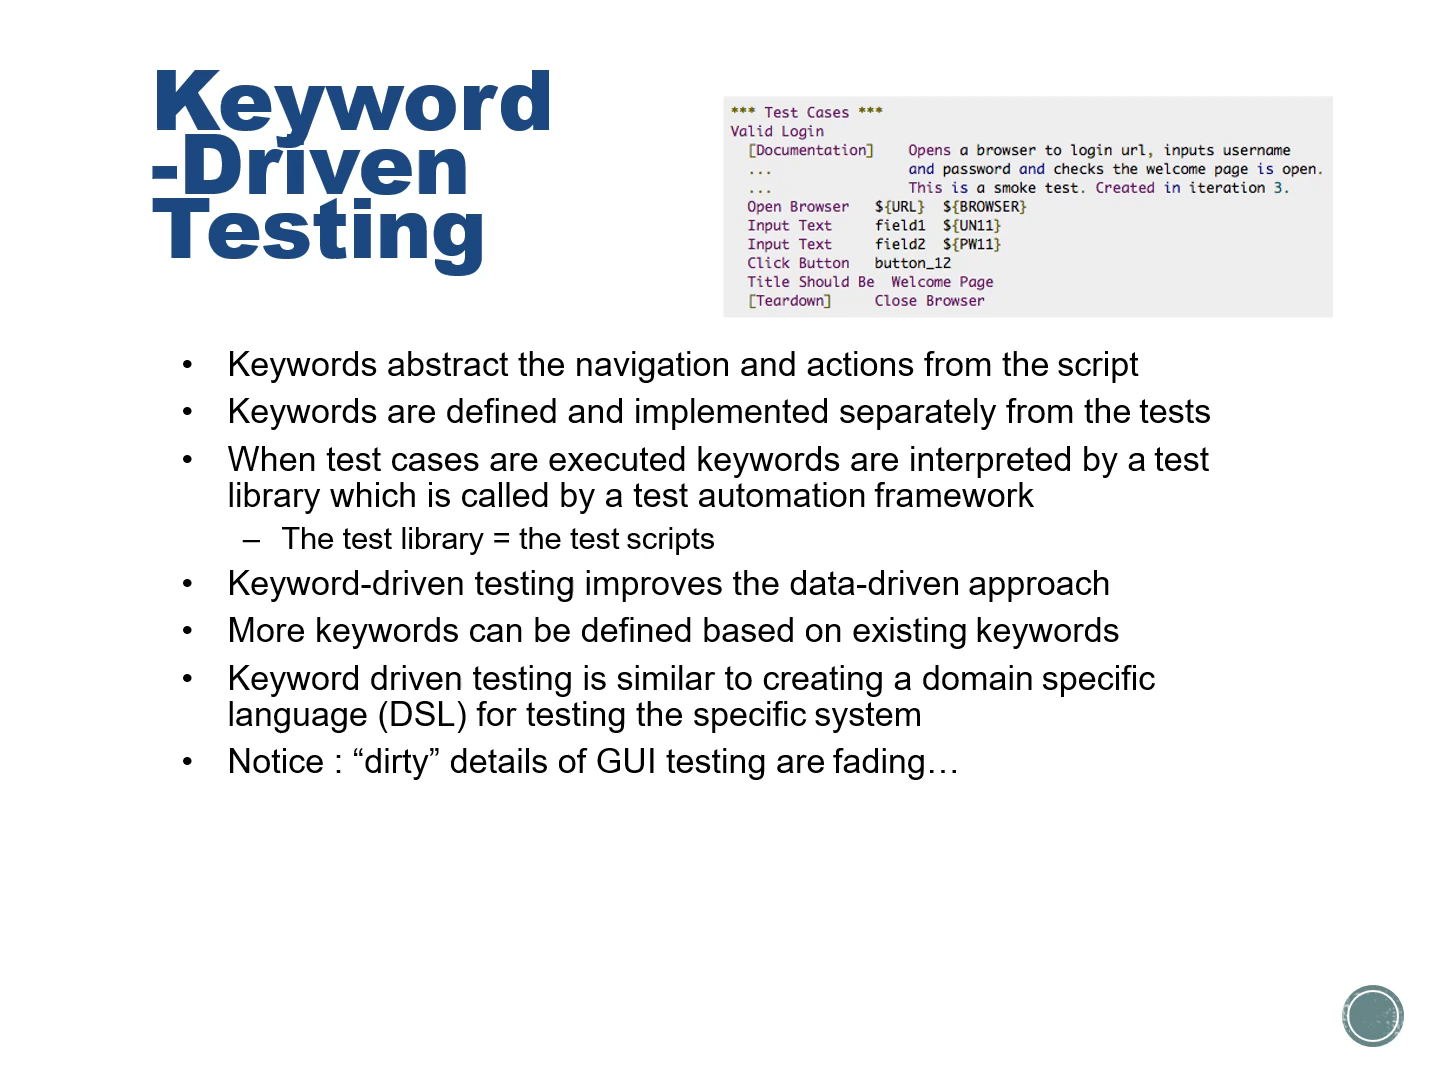 Keyword
-Driven
Testing
*** Test Cases ***
Valid Login
[Documentation] Opens a browser to login url, inputs username
... and password and checks the welcome page is open.
... This is a smoke test. Created in iteration 3.
Open Browser ${URL} ${BROWSER}
Input Text field1 ${UN11}
Input Text field2 ${PW11}
Click Button button_12
Title Should Be Welcome Page
[Teardown] Close Browser
• Keywords abstract the navigation and actions from the script
• Keywords are defined and implemented separately from the tests
• When test cases are executed keywords are interpreted by a test
library which is called by a test automation framework
– The test library = the test scripts
• Keyword-driven testing improves the data-driven approach
• More keywords can be defined based on existing keywords
• Keyword driven testing is similar to creating a domain specific
language (DSL) for testing the specific system
• Notice : “dirty” details of GUI testing are fading…